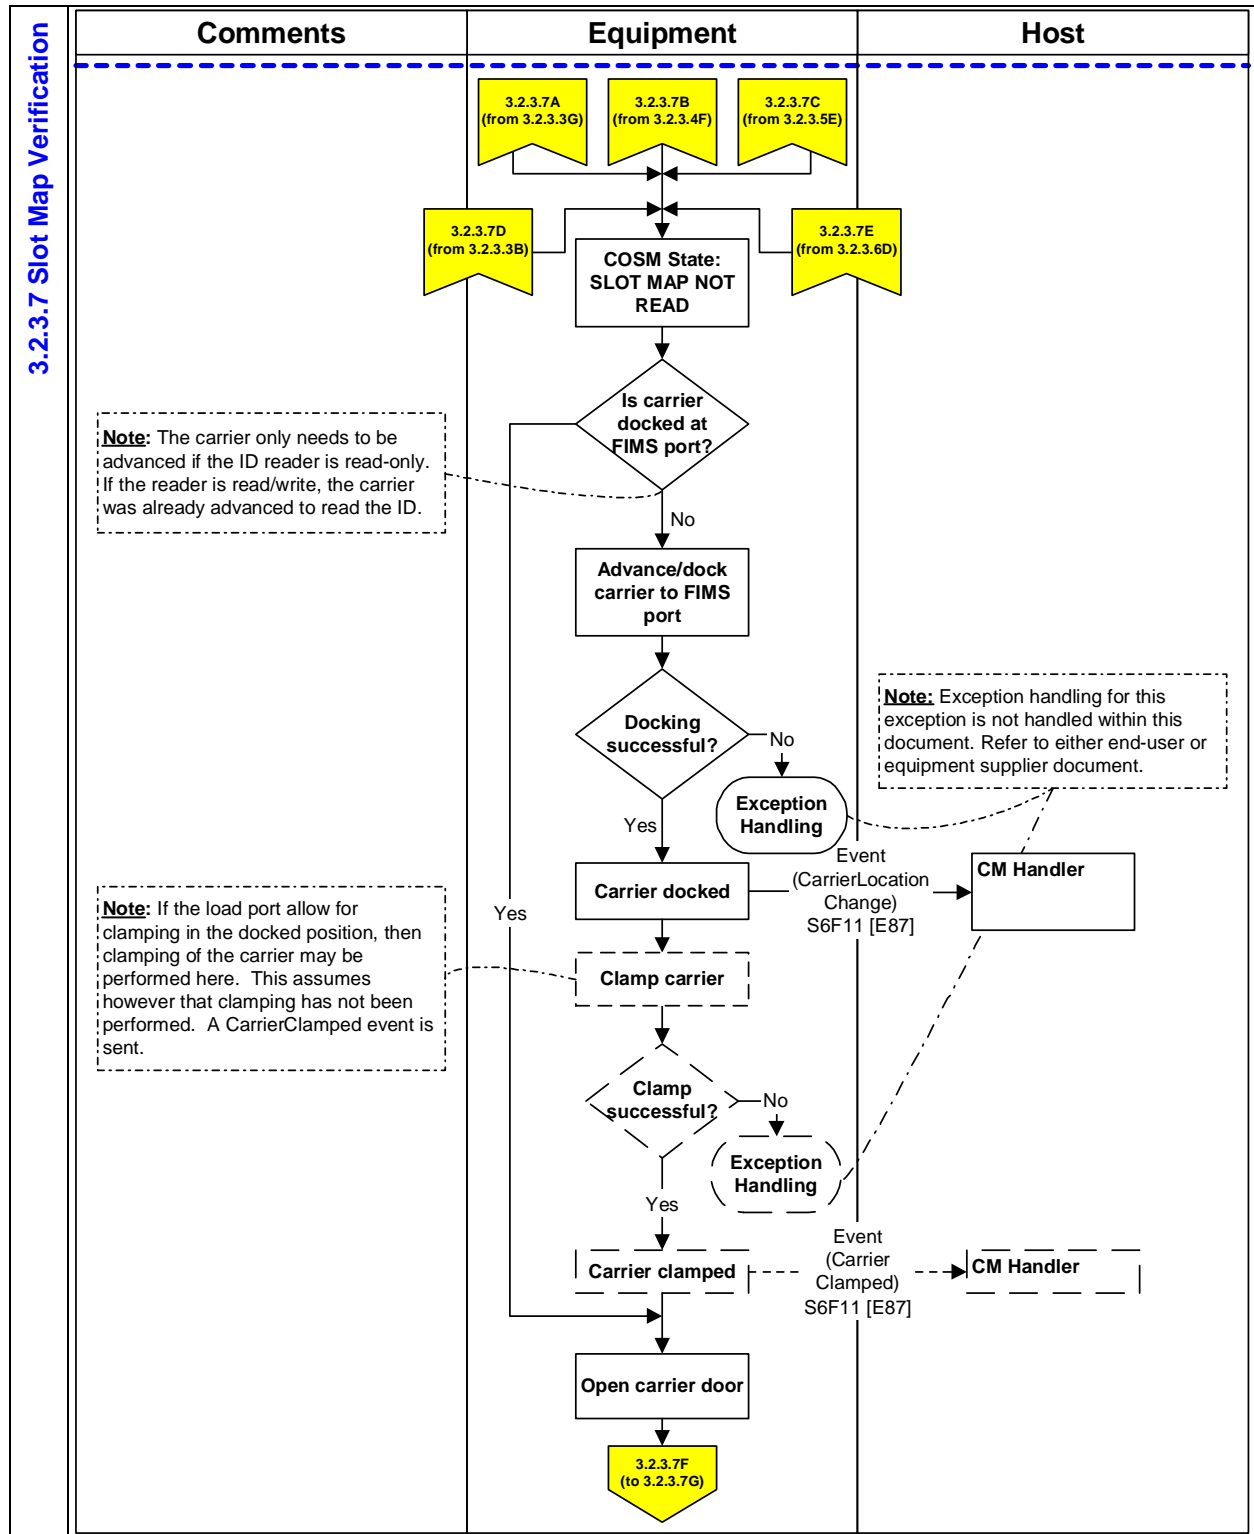 3.2.3.7 Slot Map Verification
Comments
Equipment
Host
3.2.3.7A
(from 3.2.3.3G)
3.2.3.7B
(from 3.2.3.4F)
3.2.3.7C
(from 3.2.3.5E)
3.2.3.7D
(from 3.2.3.3B)
3.2.3.7E
(from 3.2.3.6D)
COSM State:
SLOT MAP NOT
READ
Is carrier
docked at
FIMS port?
Note: The carrier only needs to be
advanced if the ID reader is read-only.
If the reader is read/write, the carrier
was already advanced to read the ID.
No
Advance/dock
carrier to FIMS
port
Note: Exception handling for this
exception is not handled within this
document. Refer to either end-user or
equipment supplier document.
Docking
successful?
No
Exception
Handling
Yes
Carrier docked
Event
(CarrierLocation
Change)
S6F11 [E87]
CM Handler
Yes
Note: If the load port allow for
clamping in the docked position, then
clamping of the carrier may be
performed here. This assumes
however that clamping has not been
performed. A CarrierClamped event is
sent.
Clamp carrier
Clamp
successful?
No
Exception
Handling
Yes
Carrier clamped
Event
(Carrier
Clamped)
S6F11 [E87]
CM Handler
Open carrier door
3.2.3.7F
(to 3.2.3.7G)